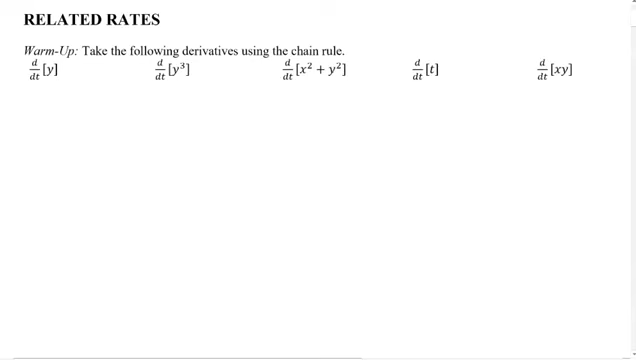 RELATED RATES
Warm-Up: Take the following derivatives using the chain rule.
d/dt [y] d/dt [y³] d/dt [x² + y²] d/dt [t] d/dt [xy]